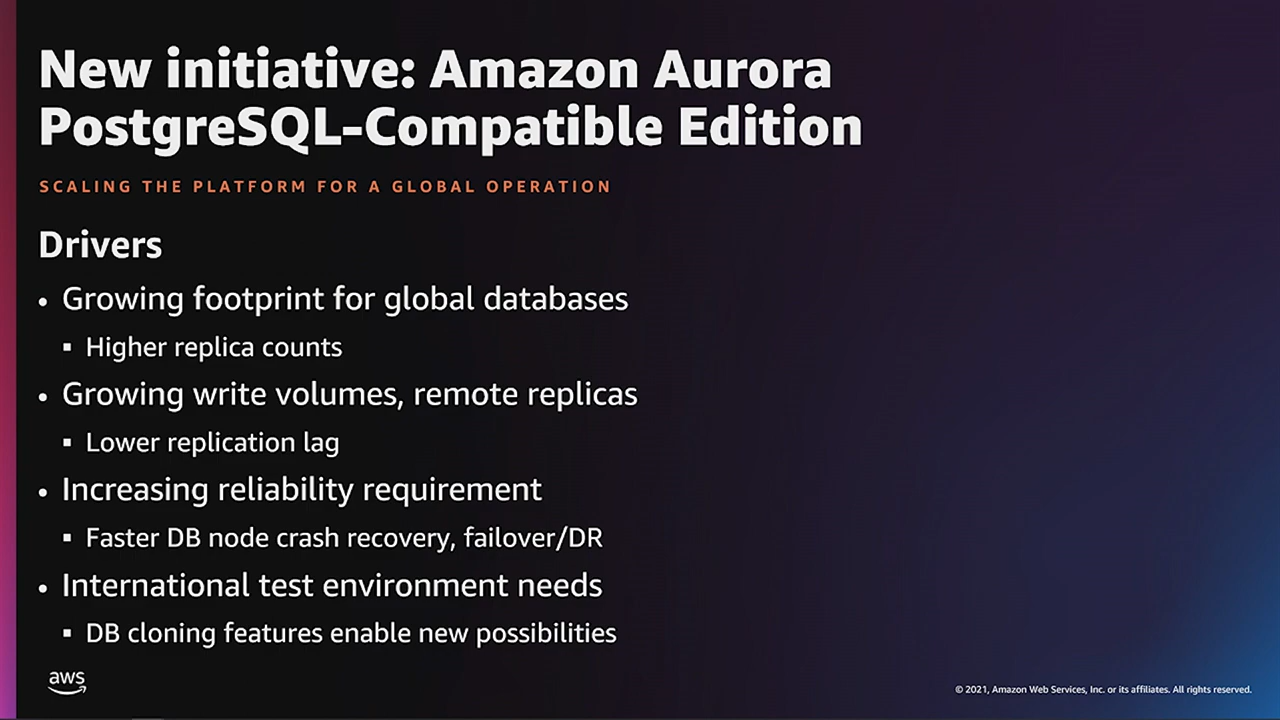 New initiative: Amazon Aurora
PostgreSQL-Compatible Edition
SCALING THE PLATFORM FOR A GLOBAL OPERATION
Drivers
• Growing footprint for global databases
▪ Higher replica counts
• Growing write volumes, remote replicas
▪ Lower replication lag
• Increasing reliability requirement
▪ Faster DB node crash recovery, failover/DR
• International test environment needs
▪ DB cloning features enable new possibilities
aws
© 2021, Amazon Web Services, Inc. or its affiliates. All rights reserved.